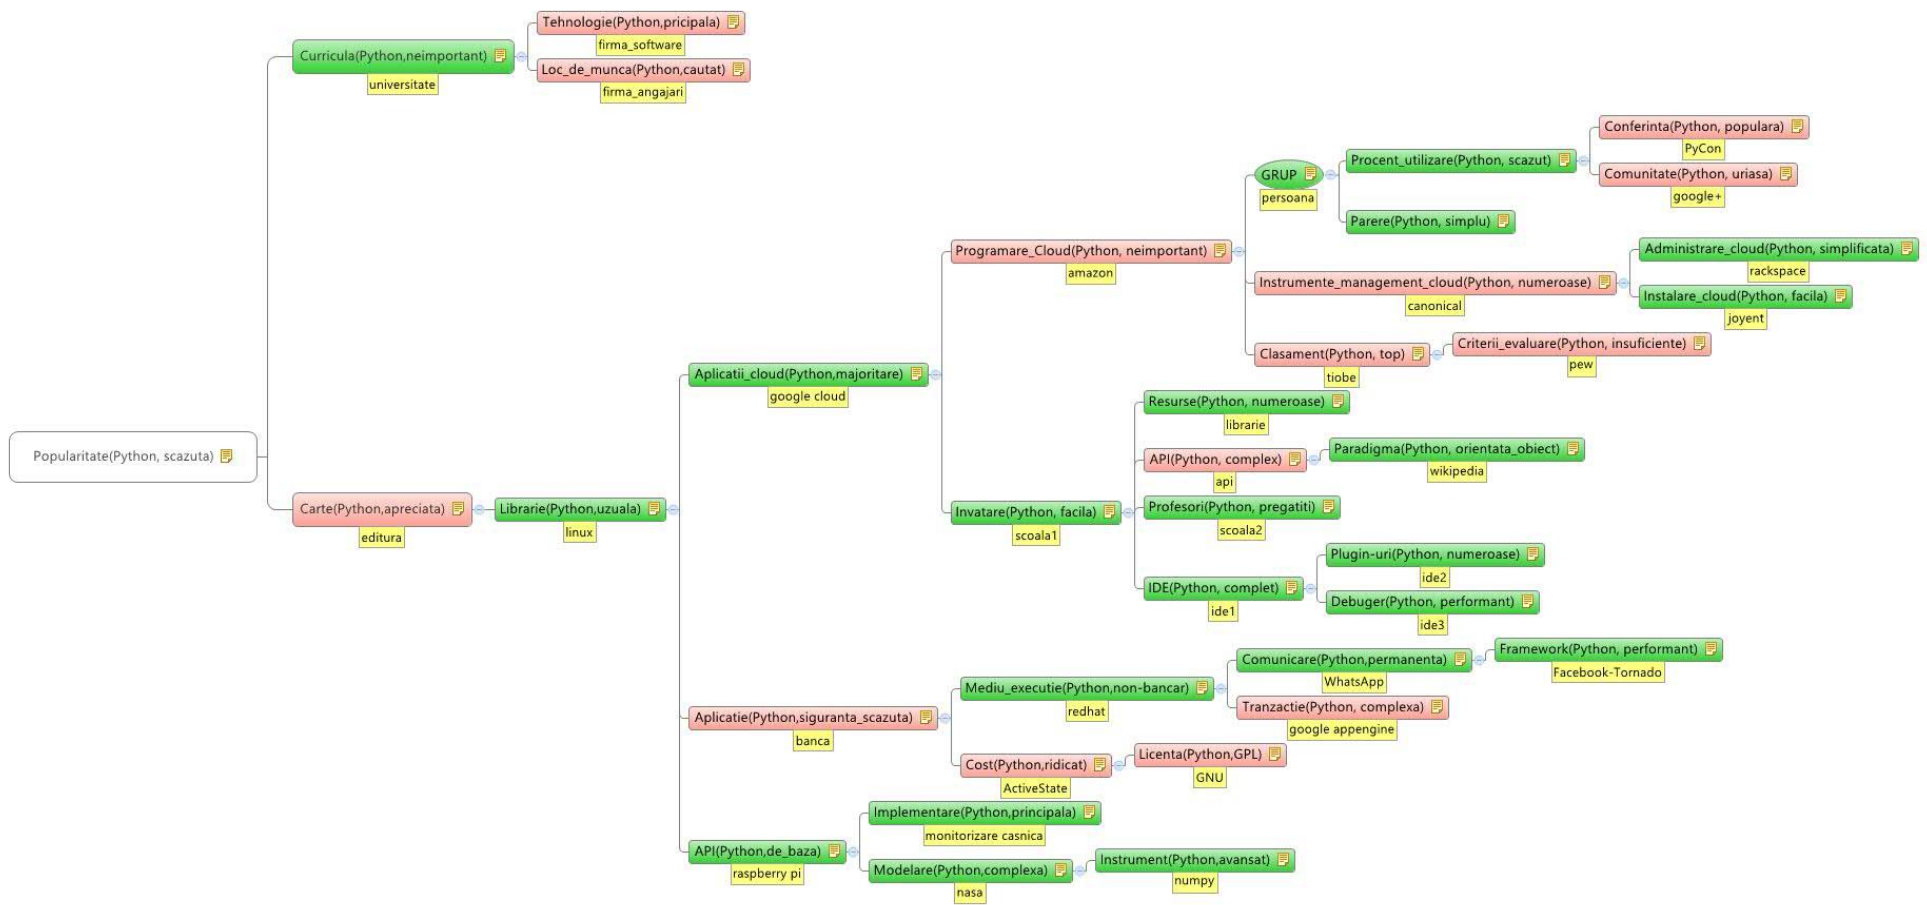 Tehnologie(Python,pricipala)
firma_software
Curricula(Python,neimportant)
universitate
Loc_de_munca(Python,cautat)
firma_angajari
Conferinta(Python, populara)
PyCon
Procent_utilizare(Python, scazut)
GRUP
persoana
Comunitate(Python, uriasa)
google+
Parere(Python, simplu)
Programare_Cloud(Python, neimportant)
amazon
Administrare_cloud(Python, simplificata)
rackspace
Instrumente_management_cloud(Python, numeroase)
canonical
Instalare_cloud(Python, facila)
joyent
Clasament(Python, top)
tiobe
Criterii_evaluare(Python, insuficiente)
pew
Aplicatii_cloud(Python,majoritare)
google cloud
Resurse(Python, numeroase)
librarie
API(Python, complex)
api
Paradigma(Python, orientata_obiect)
wikipedia
Popularitate(Python, scazuta)
Carte(Python,apreciata)
editura
Librarie(Python,uzuala)
linux
Invatare(Python, facila)
scoala1
Profesori(Python, pregatiti)
scoala2
Plugin-uri(Python, numeroase)
ide2
IDE(Python, complet)
ide1
Debuger(Python, performant)
ide3
Comunicare(Python,permanenta)
WhatsApp
Framework(Python, performant)
Facebook-Tornado
Mediu_executie(Python,non-bancar)
redhat
Tranzactie(Python, complexa)
google appengine
Aplicatie(Python,siguranta_scazuta)
banca
Cost(Python,ridicat)
ActiveState
Licenta(Python,GPL)
GNU
Implementare(Python,principala)
monitorizare casnica
API(Python,de_baza)
raspberry pi
Modelare(Python,complexa)
nasa
Instrument(Python,avansat)
numpy